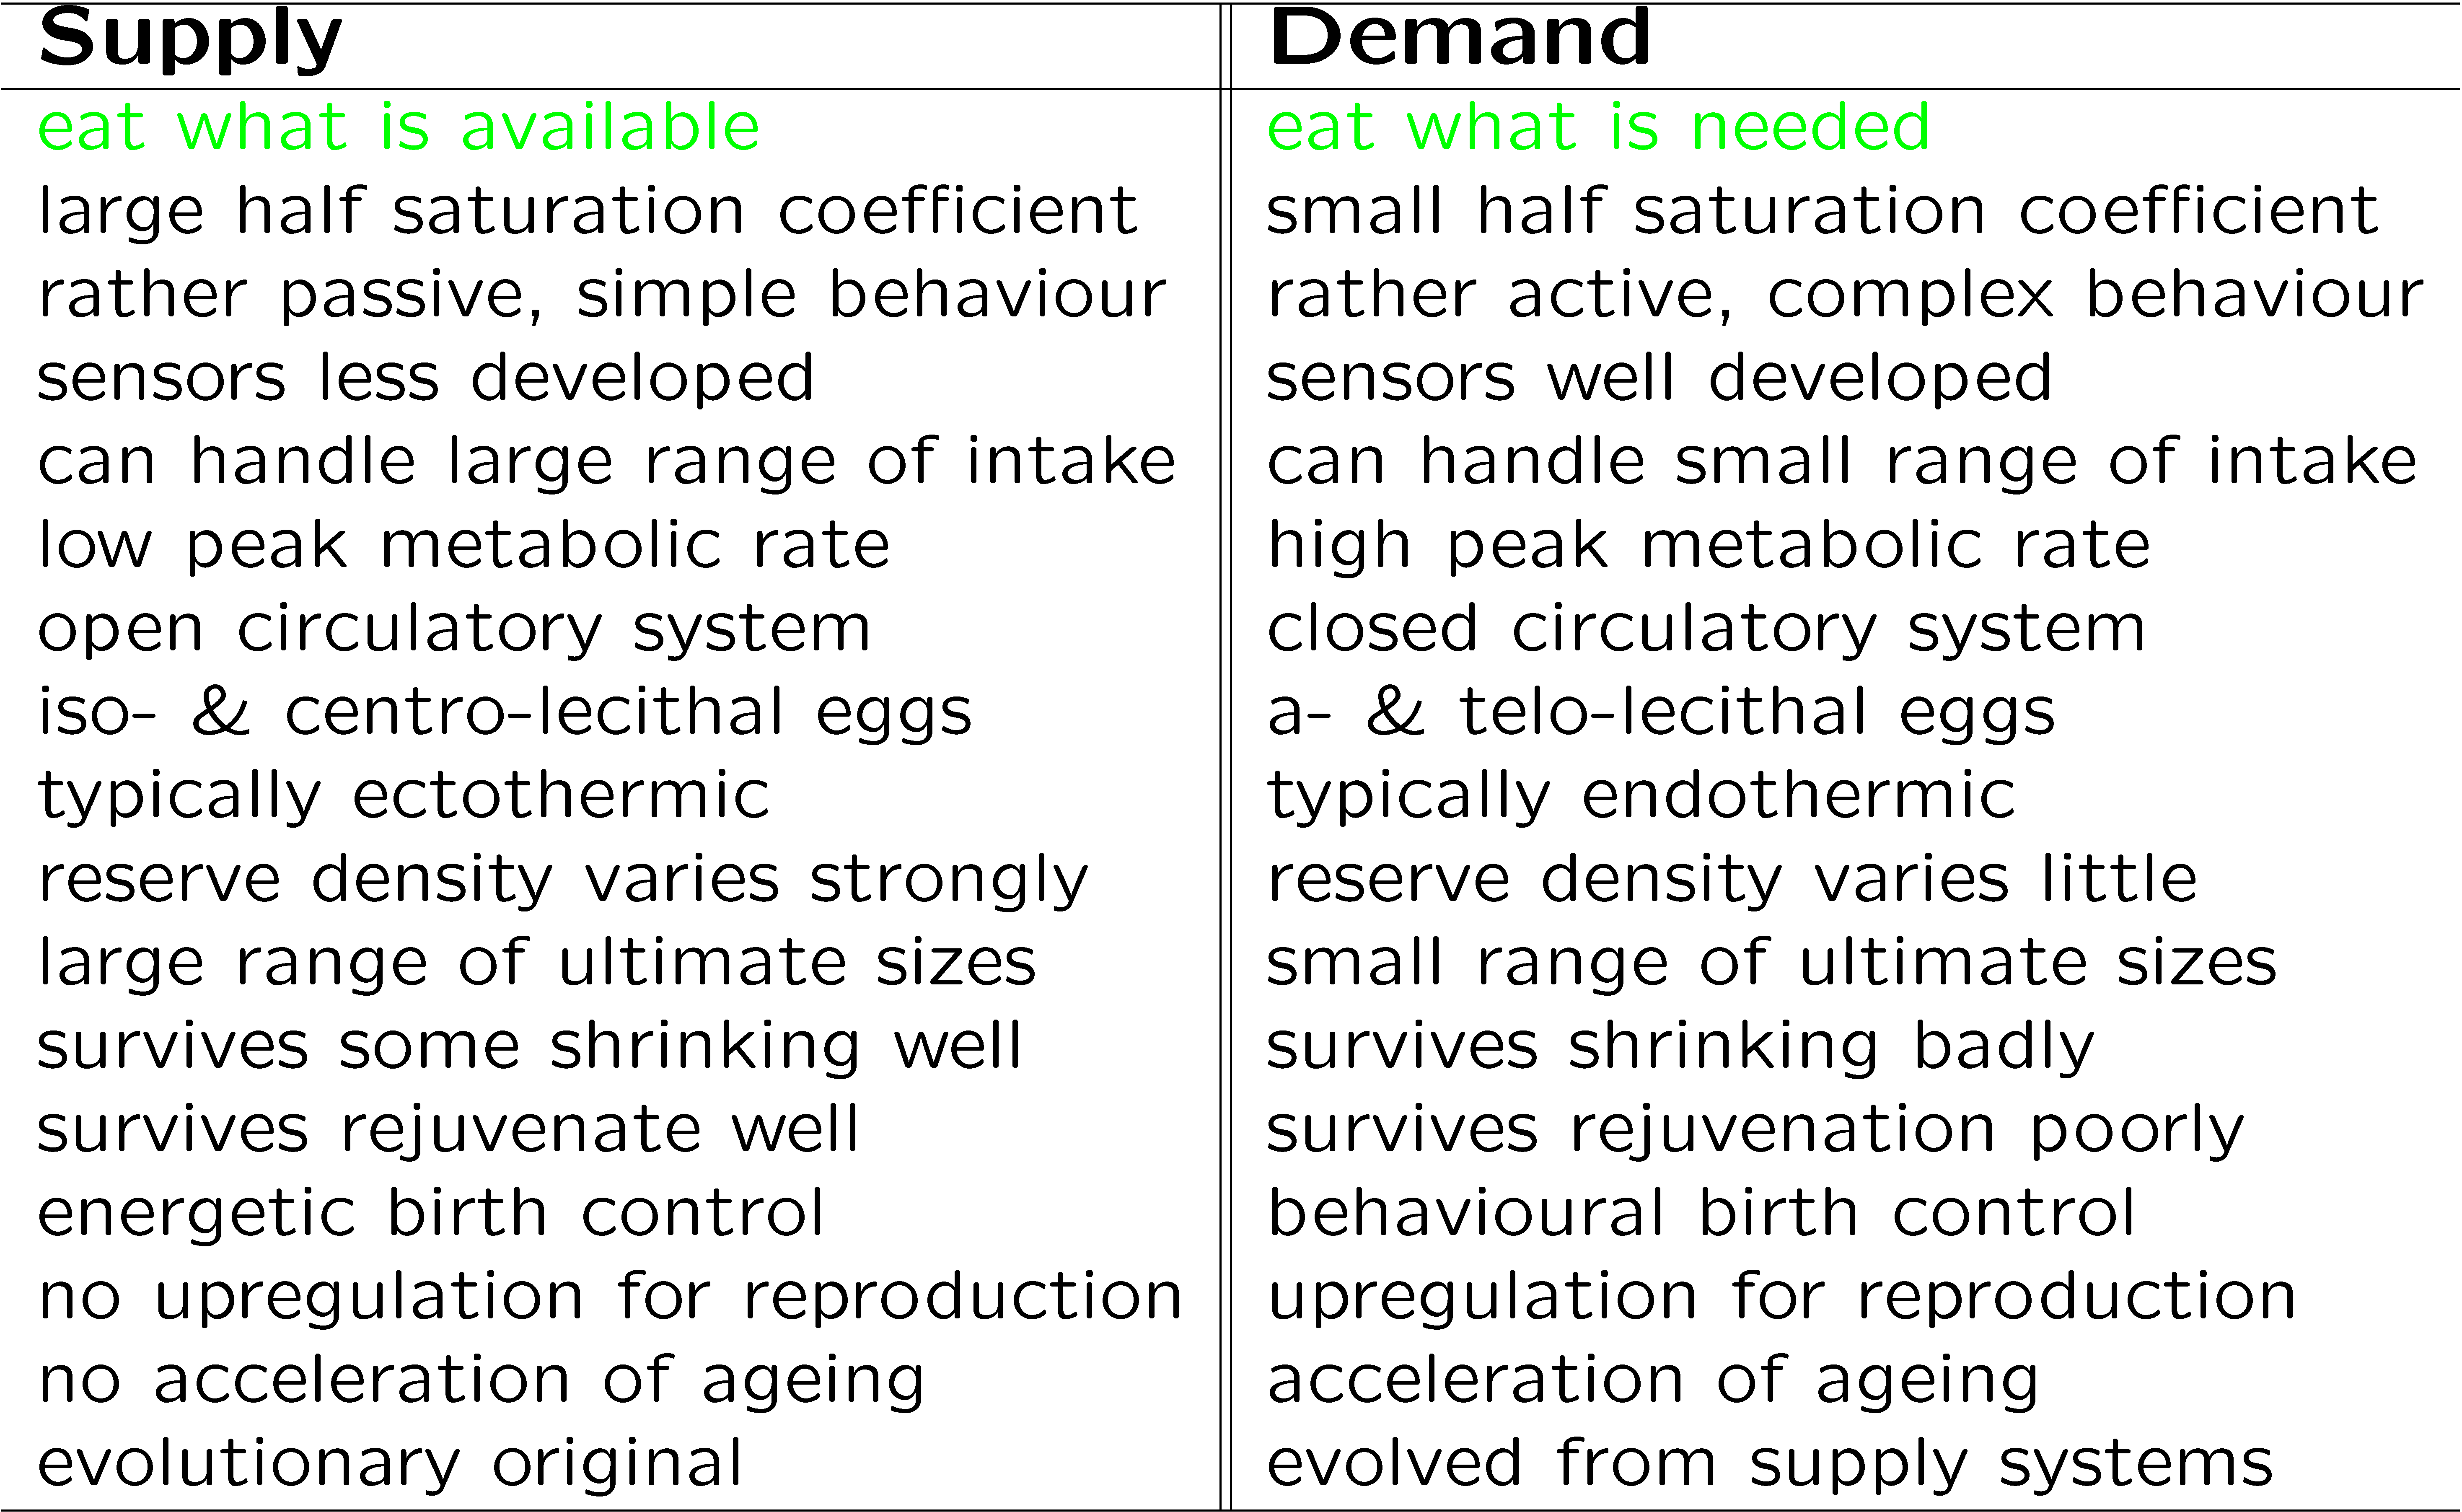 Supply Demand
eat what is available eat what is needed
large half saturation coefficient small half saturation coefficient
rather passive, simple behaviour rather active, complex behaviour
sensors less developed sensors well developed
can handle large range of intake can handle small range of intake
low peak metabolic rate high peak metabolic rate
open circulatory system closed circulatory system
iso- & centro-lecithal eggs a- & telo-lecithal eggs
typically ectothermic typically endothermic
reserve density varies strongly reserve density varies little
large range of ultimate sizes small range of ultimate sizes
survives some shrinking well survives shrinking badly
survives rejuvenate well survives rejuvenation poorly
energetic birth control behavioural birth control
no upregulation for reproduction upregulation for reproduction
no acceleration of ageing acceleration of ageing
evolutionary original evolved from supply systems